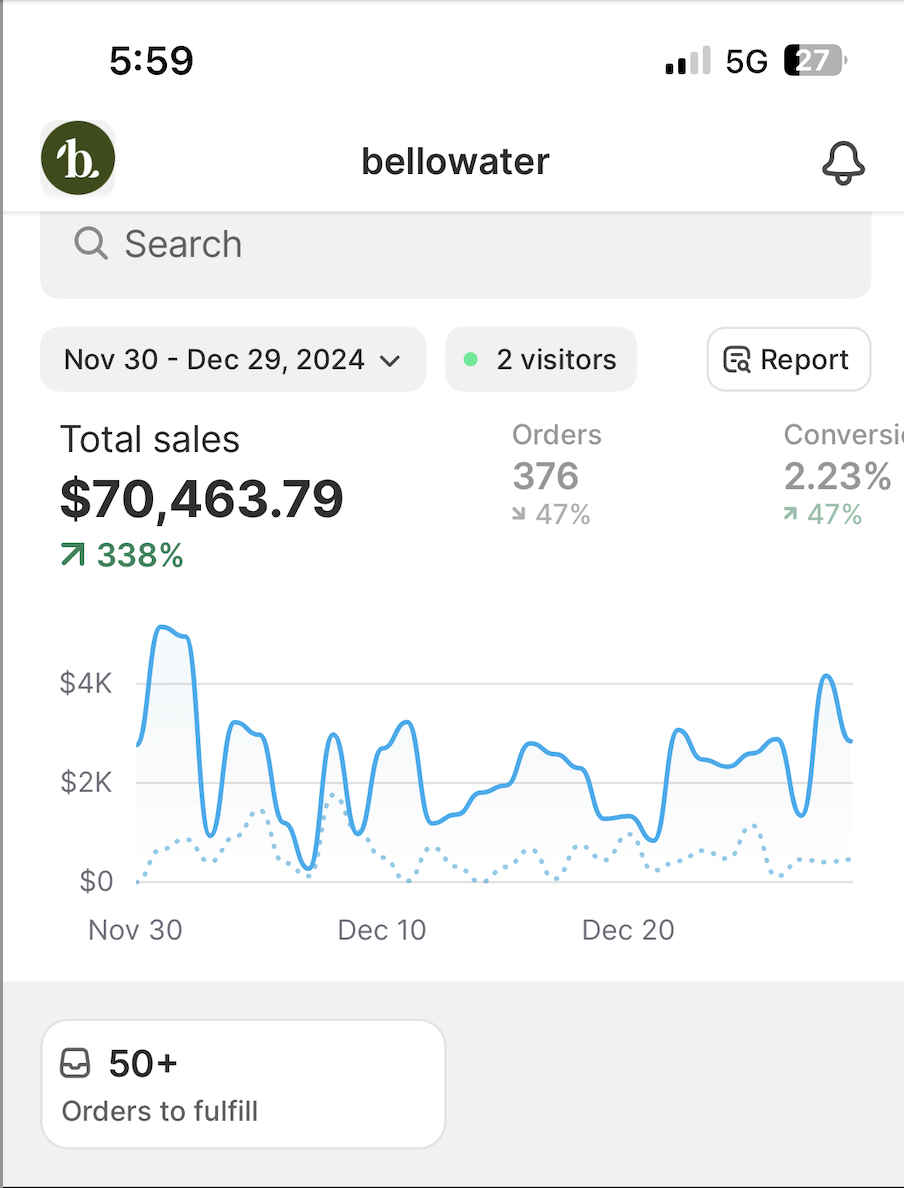 5:59 5G 27
b.
bellowater
Search
Nov 30 - Dec 29, 2024 2 visitors Report
Total sales Orders Conversi
$70,463.79 376 2.23%
338% 47% 47%
$4K
$2K
$0
Nov 30 Dec 10 Dec 20
50+
Orders to fulfill